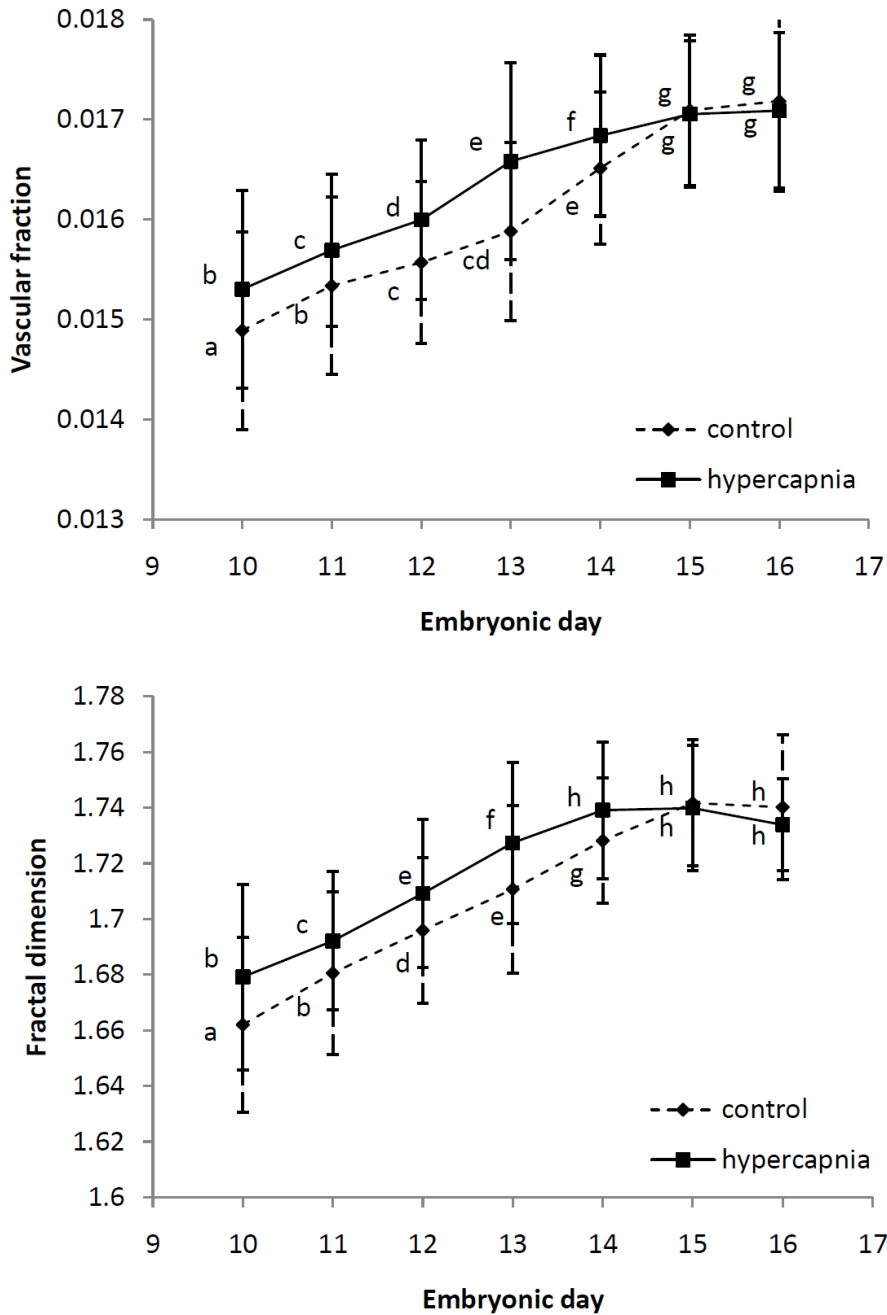 0.018
0.017
0.016
0.015
0.014
0.013
Vascular fraction
b
c
d
e
f
g
g
a
b
c
cd
e
g
g
control
hypercapnia
9 10 11 12 13 14 15 16 17
Embryonic day
1.78
1.76
1.74
1.72
1.7
1.68
1.66
1.64
1.62
1.6
Fractal dimension
b
c
e
f
h
h
h
a
b
d
e
g
h
h
control
hypercapnia
9 10 11 12 13 14 15 16 17
Embryonic day